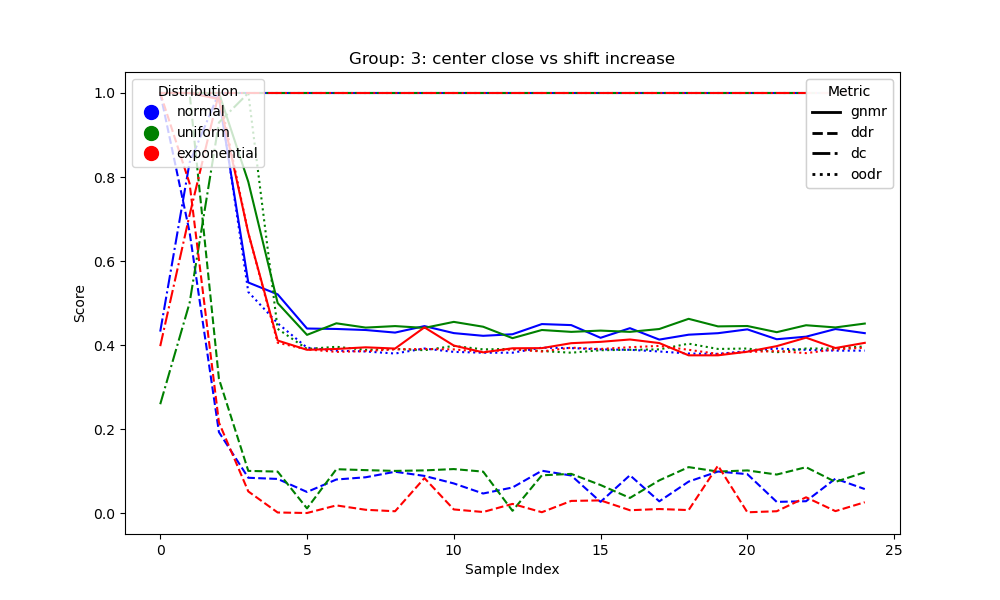 Group: 3: center close vs shift increase
Distribution
normal
uniform
exponential
Metric
gnmr
ddr
dc
oodr
Score
1.0
0.8
0.6
0.4
0.2
0.0
0 5 10 15 20 25
Sample Index